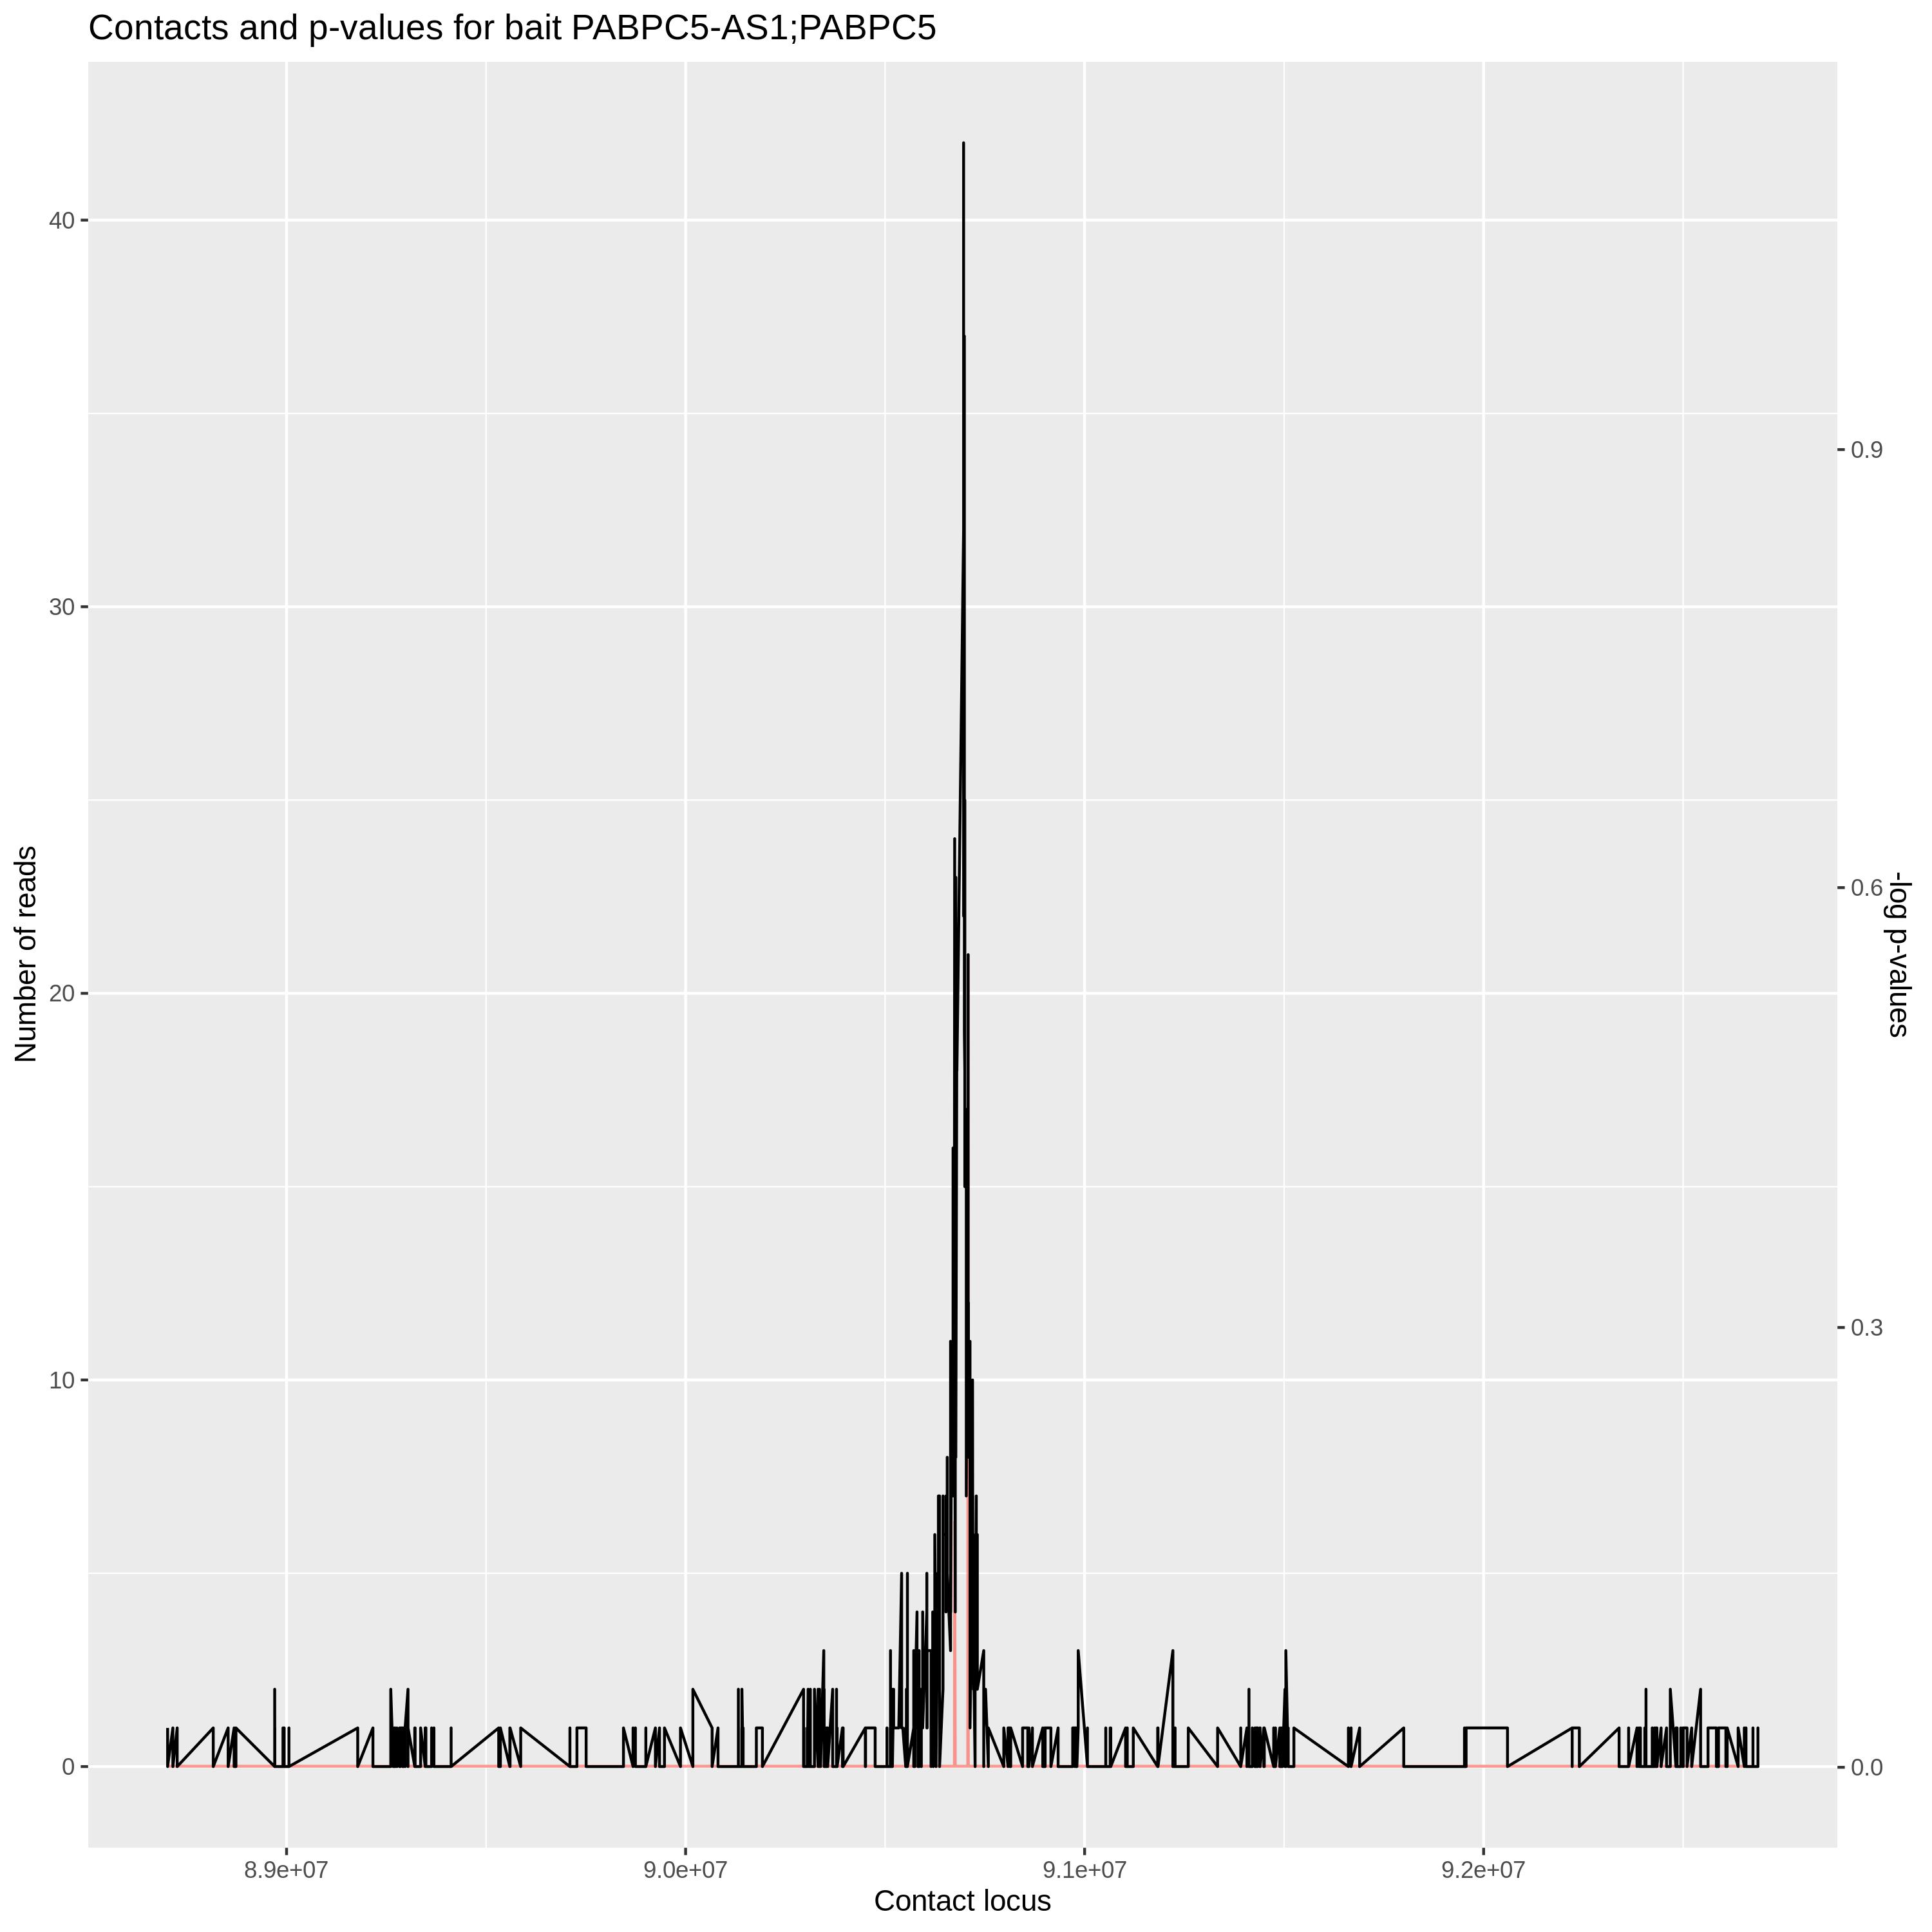 Contacts and p-values for bait PABPC5-AS1;PABPC5
40
30
20
10
0
Number of reads
0.9
0.6
0.3
0.0
-log p-values
8.9e+07 9.0e+07 9.1e+07 9.2e+07
Contact locus